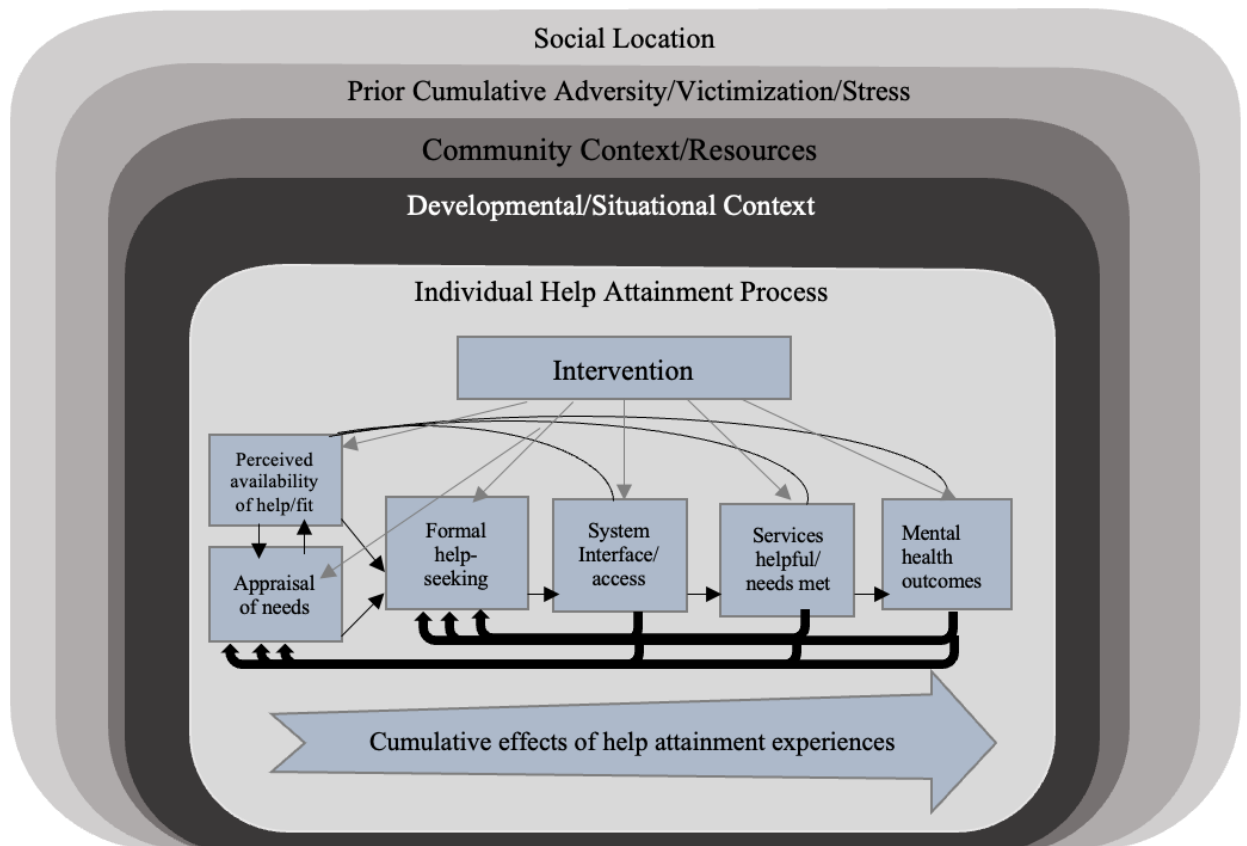 Social Location
Prior Cumulative Adversity/Victimization/Stress
Community Context/Resources
Developmental/Situational Context
Individual Help Attainment Process
Intervention
Perceived
availability
of help/fit
Appraisal
of needs
Formal
help-
seeking
System
Interface/
access
Services
helpful/
needs met
Mental
health
outcomes
Cumulative effects of help attainment experiences